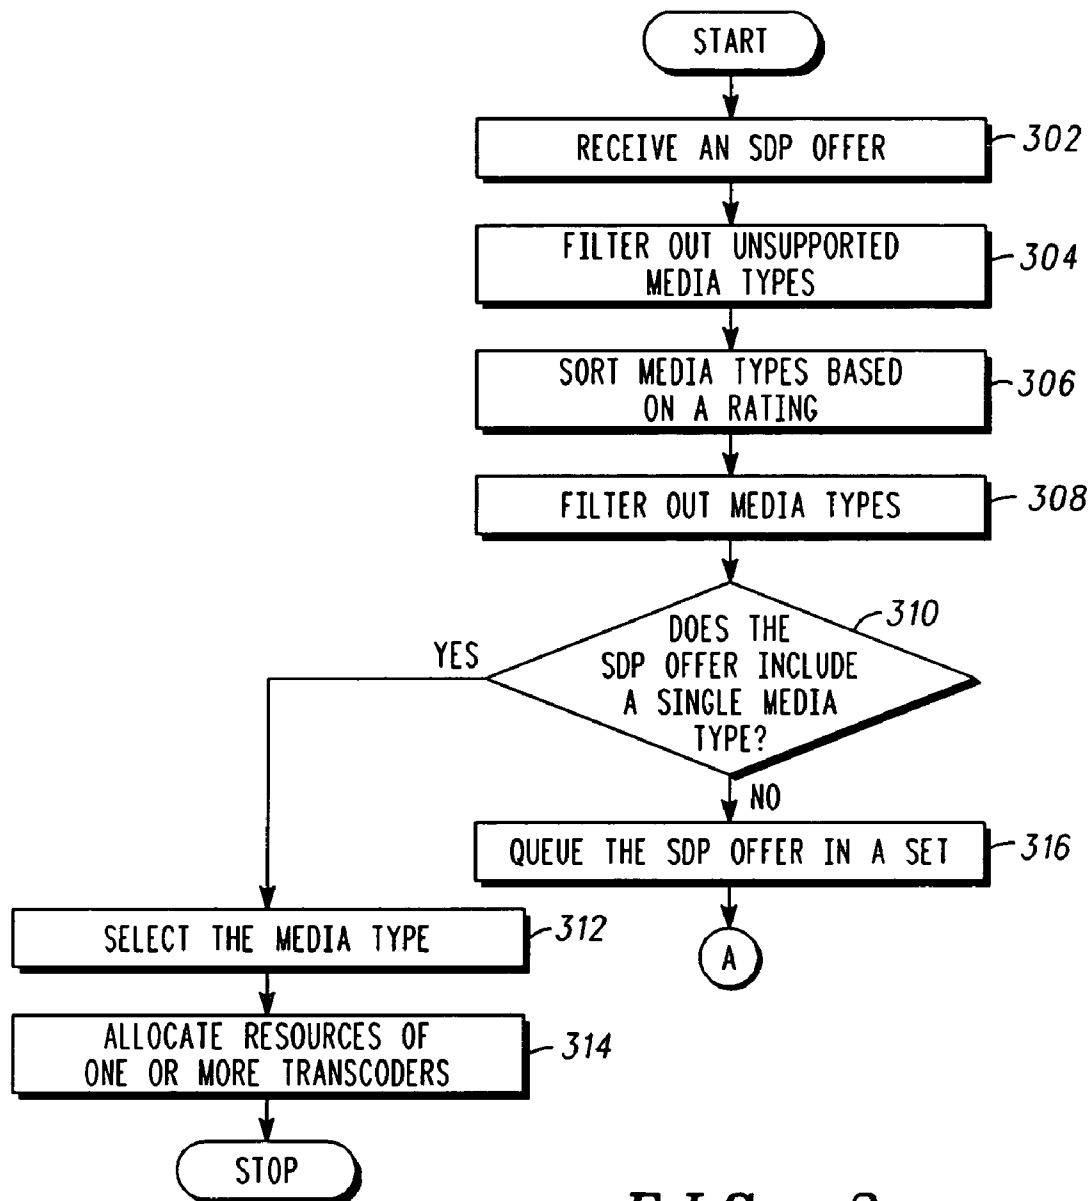 START
RECEIVE AN SDP OFFER
302
FILTER OUT UNSUPPORTED
MEDIA TYPES
304
SORT MEDIA TYPES BASED
ON A RATING
306
FILTER OUT MEDIA TYPES
308
DOES THE
SDP OFFER INCLUDE
A SINGLE MEDIA
TYPE?
310
YES
NO
QUEUE THE SDP OFFER IN A SET
316
A
SELECT THE MEDIA TYPE
312
ALLOCATE RESOURCES OF
ONE OR MORE TRANSCODERS
314
STOP